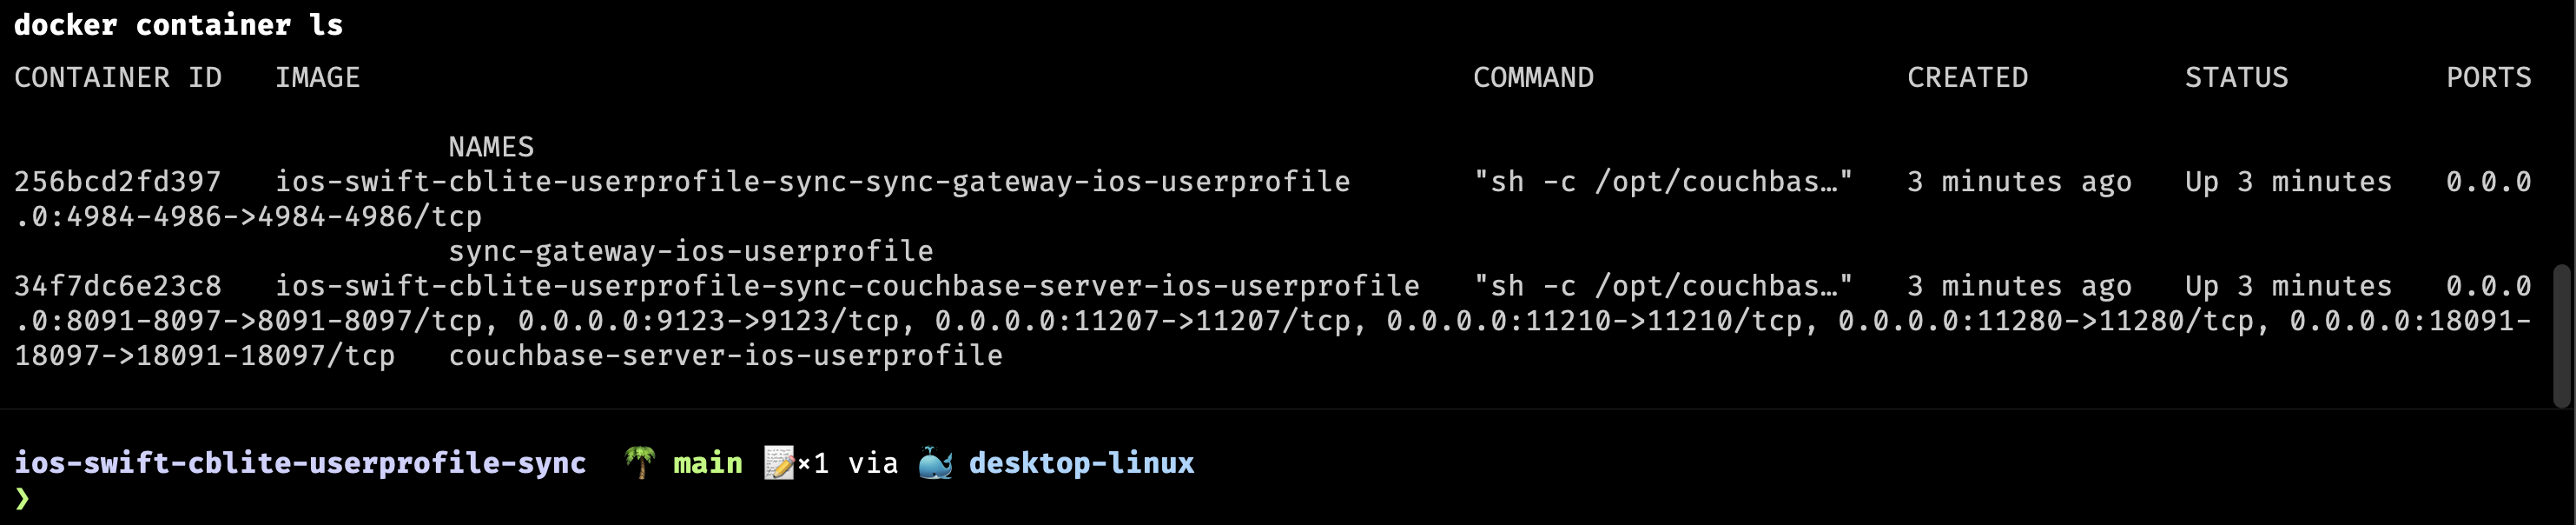 docker container ls
CONTAINER ID   IMAGE   COMMAND   CREATED   STATUS   PORTS
NAMES
256bcd2fd397   ios-swift-cblite-userprofile-sync-sync-gateway-ios-userprofile   "sh -c /opt/couchbas…"   3 minutes ago   Up 3 minutes   0.0.0
.0:4984-4986->4984-4986/tcp
sync-gateway-ios-userprofile
34f7dc6e23c8   ios-swift-cblite-userprofile-sync-couchbase-server-ios-userprofile   "sh -c /opt/couchbas…"   3 minutes ago   Up 3 minutes   0.0.0
.0:8091-8097->8091-8097/tcp, 0.0.0.0:9123->9123/tcp, 0.0.0.0:11207->11207/tcp, 0.0.0.0:11210->11210/tcp, 0.0.0.0:11280->11280/tcp, 0.0.0.0:18091-
18097->18091-18097/tcp   couchbase-server-ios-userprofile
ios-swift-cblite-userprofile-sync 🌴 main 📝×1 via 🐳 desktop-linux
❯